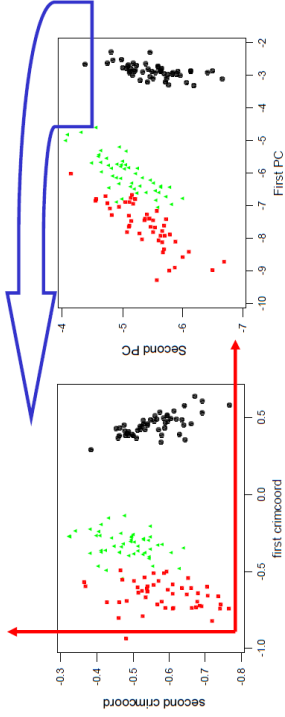 second crimcoord
-0.3
-0.4
-0.5
-0.6
-0.7
-0.8
-1.0 -0.5 0.0 0.5
first crimcoord
Second PC
-4
-5
-6
-7
-10 -9 -8 -7 -6 -5 -4 -3 -2
First PC